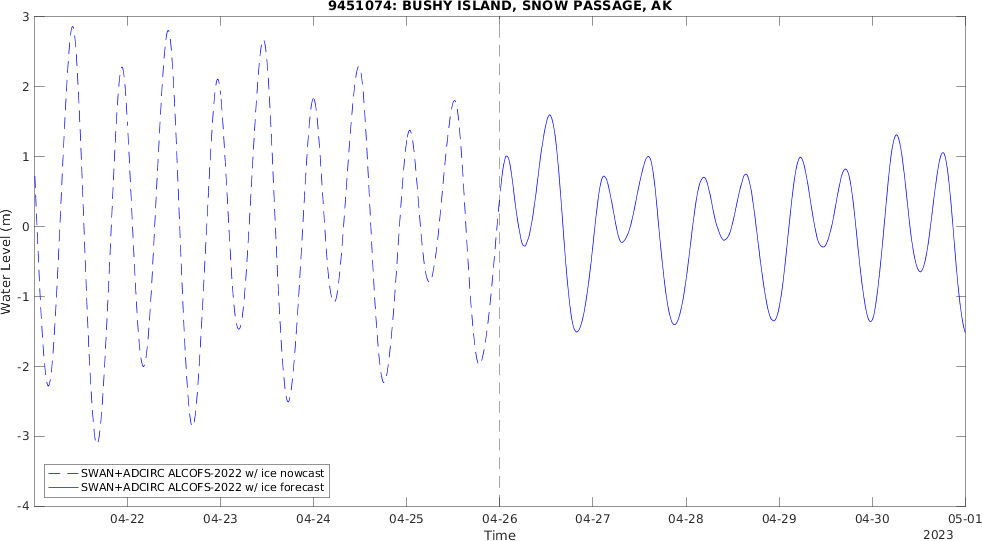 9451074: BUSHY ISLAND, SNOW PASSAGE, AK
3
2
1
0
-1
-2
-3
-4
Water Level (m)
SWAN+ADCIRC ALCOFS-2022 w/ ice nowcast
SWAN+ADCIRC ALCOFS-2022 w/ ice forecast
04-22 04-23 04-24 04-25 04-26 04-27 04-28 04-29 04-30 05-01
Time
2023